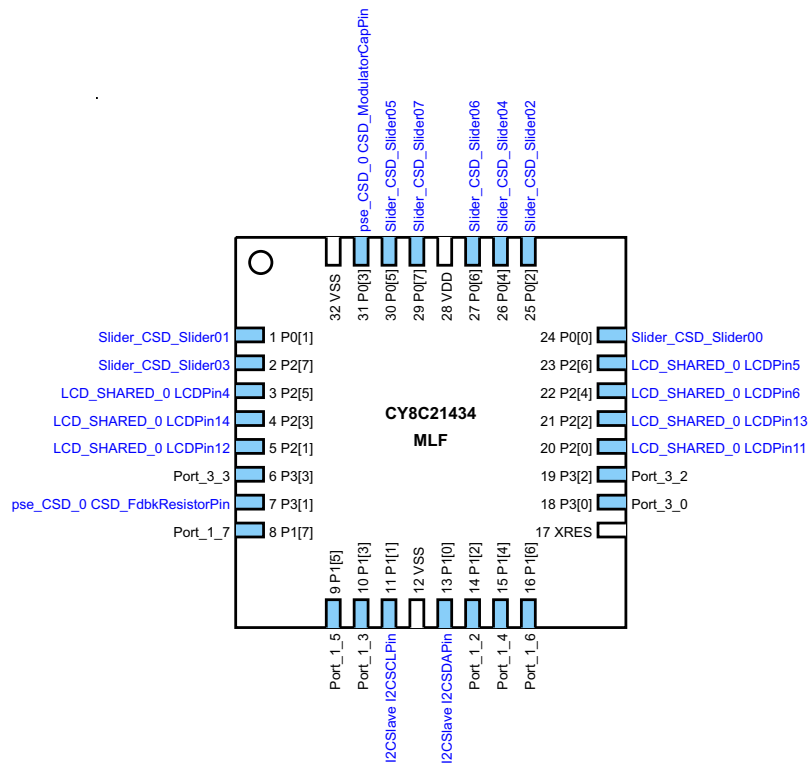 pse_CSD_0 CSD_ModulatorCapPin
Slider_CSD_Slider05
Slider_CSD_Slider07
Slider_CSD_Slider06
Slider_CSD_Slider04
Slider_CSD_Slider02
32 VSS
31 P0[3]
30 P0[5]
29 P0[7]
28 VDD
27 P0[6]
26 P0[4]
25 P0[2]
Slider_CSD_Slider01 1 P0[1]
Slider_CSD_Slider03 2 P2[7]
LCD_SHARED_0 LCDPin4 3 P2[5]
LCD_SHARED_0 LCDPin14 4 P2[3]
LCD_SHARED_0 LCDPin12 5 P2[1]
Port_3_3 6 P3[3]
pse_CSD_0 CSD_FdbkResistorPin 7 P3[1]
Port_1_7 8 P1[7]
CY8C21434
MLF
24 P0[0] Slider_CSD_Slider00
23 P2[6] LCD_SHARED_0 LCDPin5
22 P2[4] LCD_SHARED_0 LCDPin6
21 P2[2] LCD_SHARED_0 LCDPin13
20 P2[0] LCD_SHARED_0 LCDPin11
19 P3[2] Port_3_2
18 P3[0] Port_3_0
17 XRES
9 P1[5]
10 P1[3]
11 P1[1]
12 VSS
13 P1[0]
14 P1[2]
15 P1[4]
16 P1[6]
Port_1_5
Port_1_3
I2CSlave I2CSCLPin
I2CSlave I2CSDAPin
Port_1_2
Port_1_4
Port_1_6